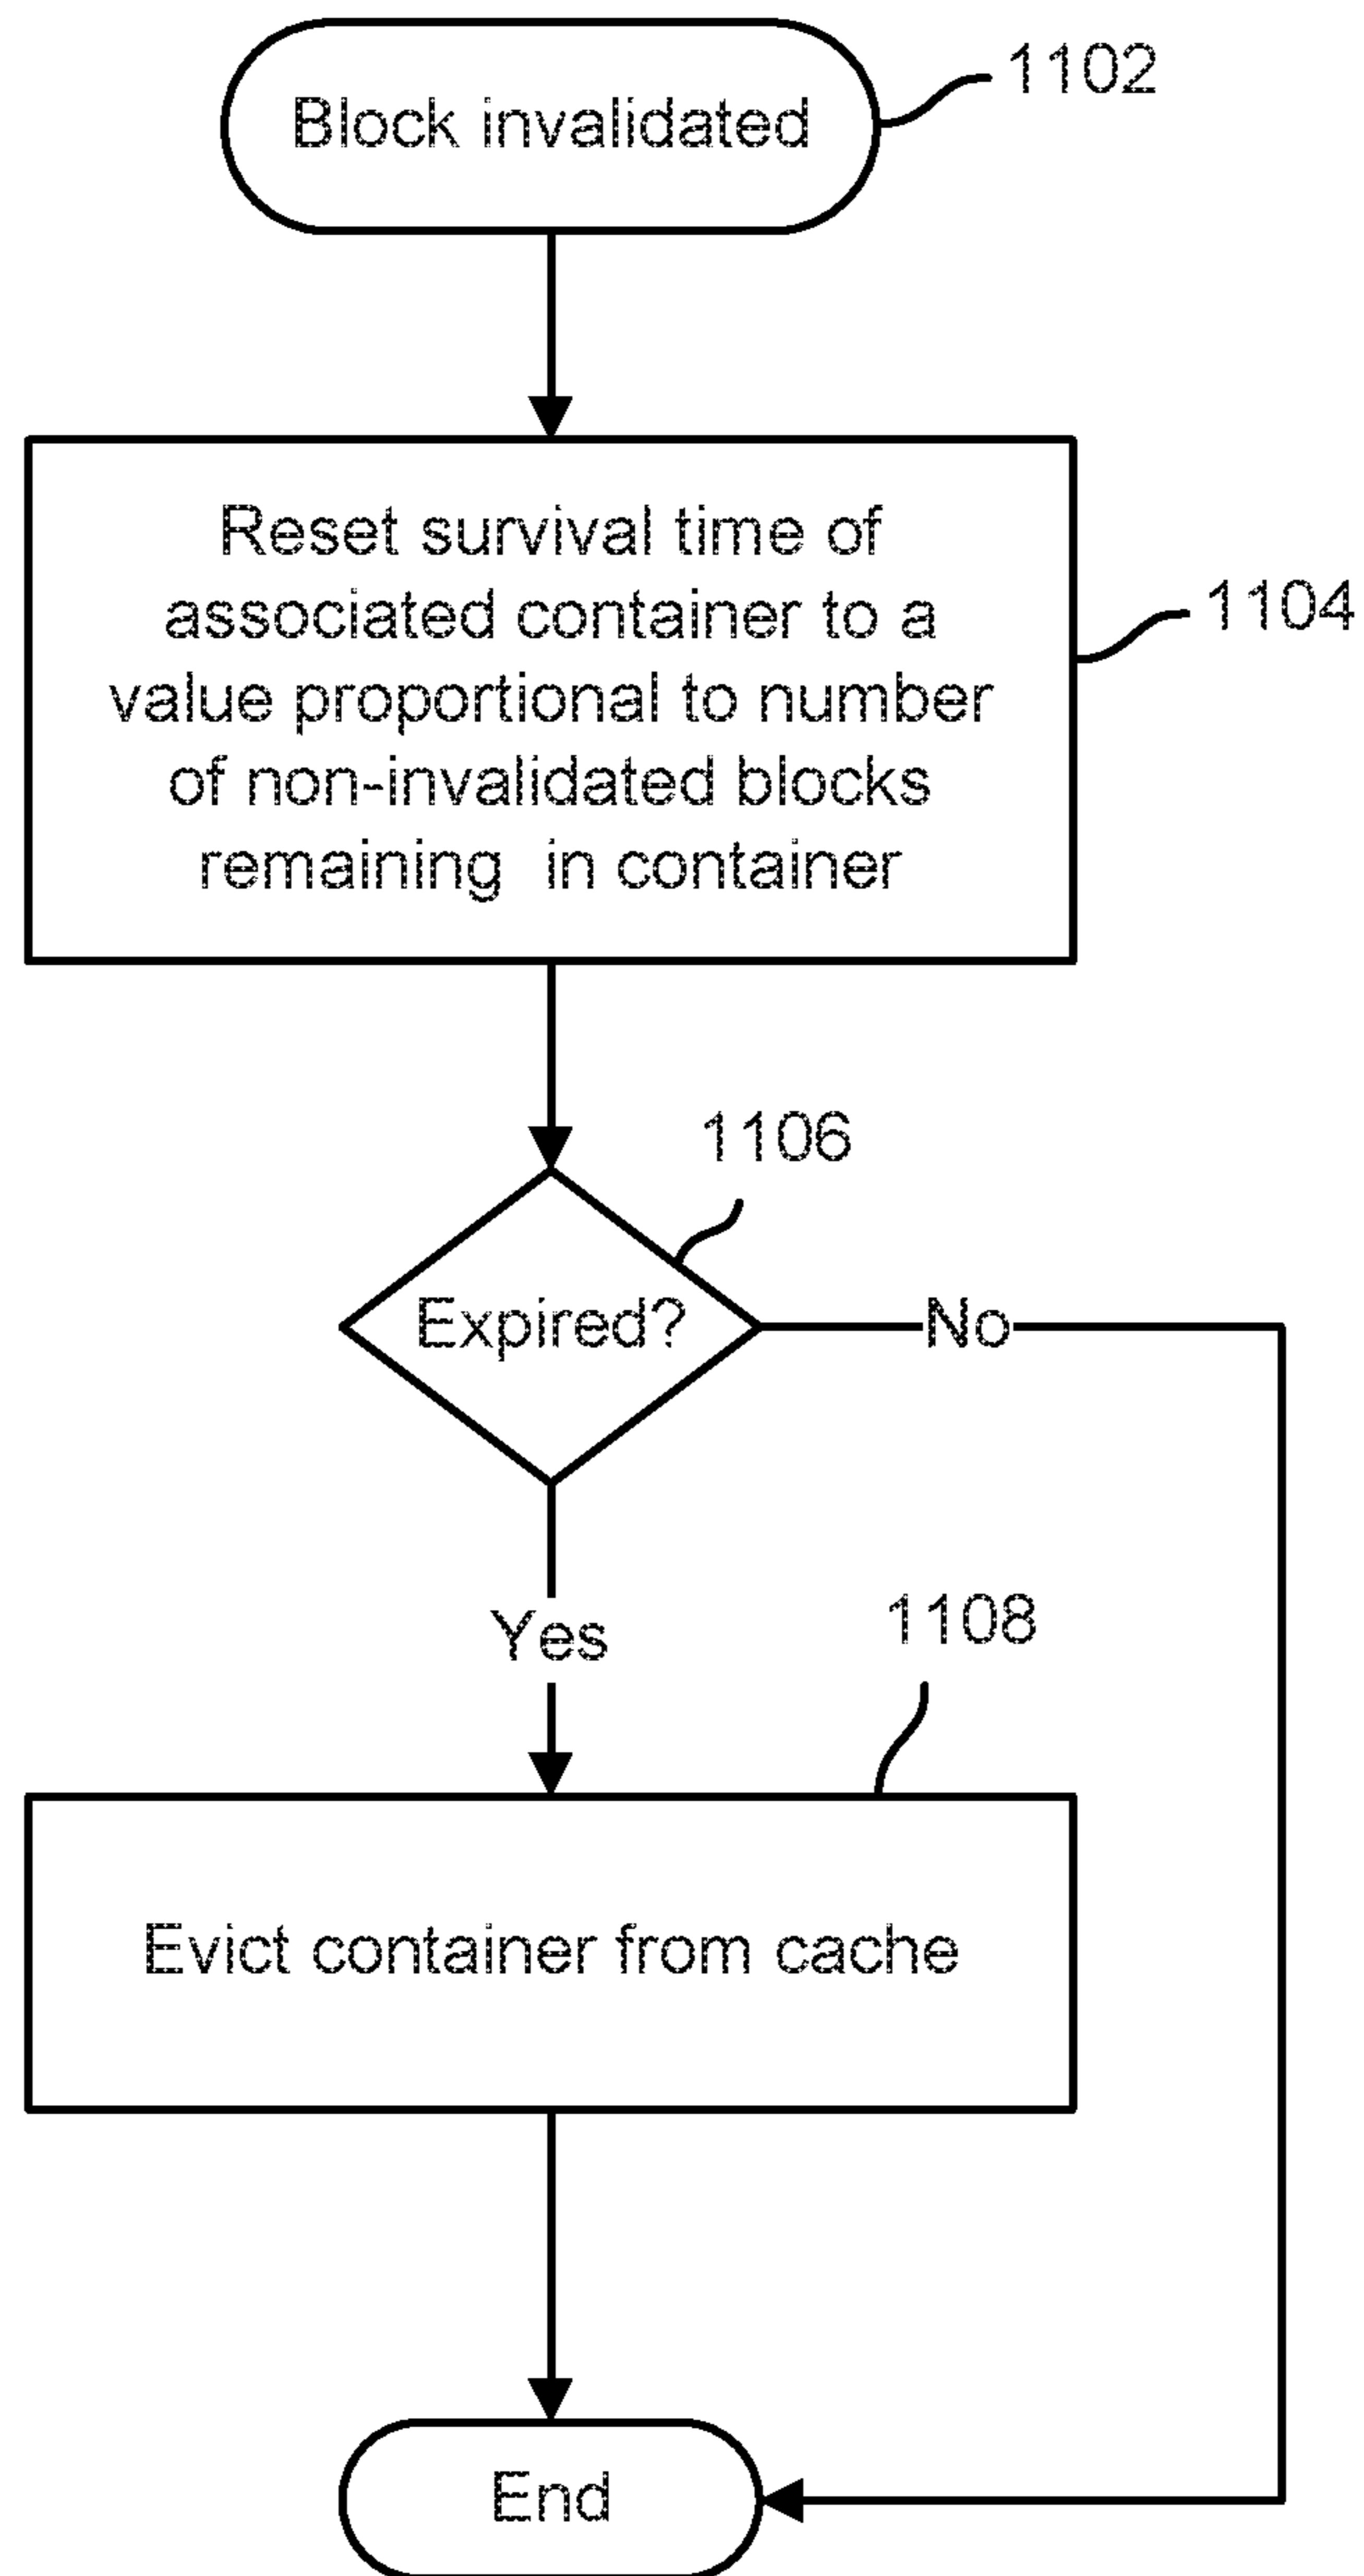 Block invalidated
1102
Reset survival time of
associated container to a
value proportional to number
of non-invalidated blocks
remaining in container
1104
1106
Expired?
No
Yes
1108
Evict container from cache
End